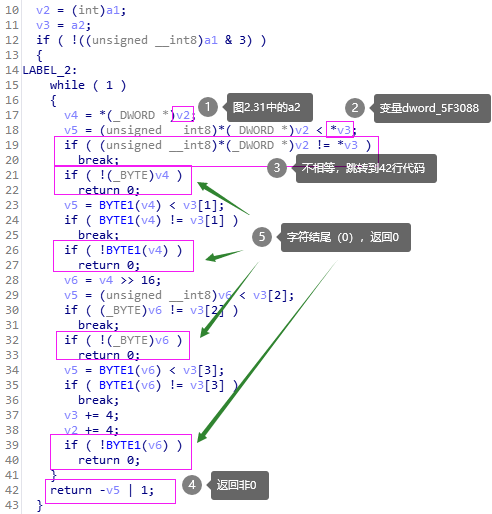 10 v2 = (int)a1;
11 v3 = a2;
12 if ( !((unsigned __int8)a1 & 3) )
13 {
14 LABEL_2:
15 while ( 1 )
16 {
17 v4 = *(_DWORD *)v2; ① 图2.31中的a2 ② 变量dword_5F3088
18 v5 = (unsigned __int8)*(_DWORD *)v2 < *v3;
19 if ( (unsigned __int8)*(_DWORD *)v2 != *v3 )
20 break; ③ 不相等，跳转到42行代码
21 if ( !(_BYTE)v4 )
22 return 0;
23 v5 = BYTE1(v4) < v3[1];
24 if ( BYTE1(v4) != v3[1] )
25 break; ⑤ 字符结尾（0），返回0
26 if ( !BYTE1(v4) )
27 return 0;
28 v6 = v4 >> 16;
29 v5 = (unsigned __int8)v6 < v3[2];
30 if ( (_BYTE)v6 != v3[2] )
31 break;
32 if ( !(_BYTE)v6 )
33 return 0;
34 v5 = BYTE1(v6) < v3[3];
35 if ( BYTE1(v6) != v3[3] )
36 break;
37 v3 += 4;
38 v2 += 4;
39 if ( !BYTE1(v6) )
40 return 0;
41 }
42 return -v5 | 1; ④ 返回非0
43 }